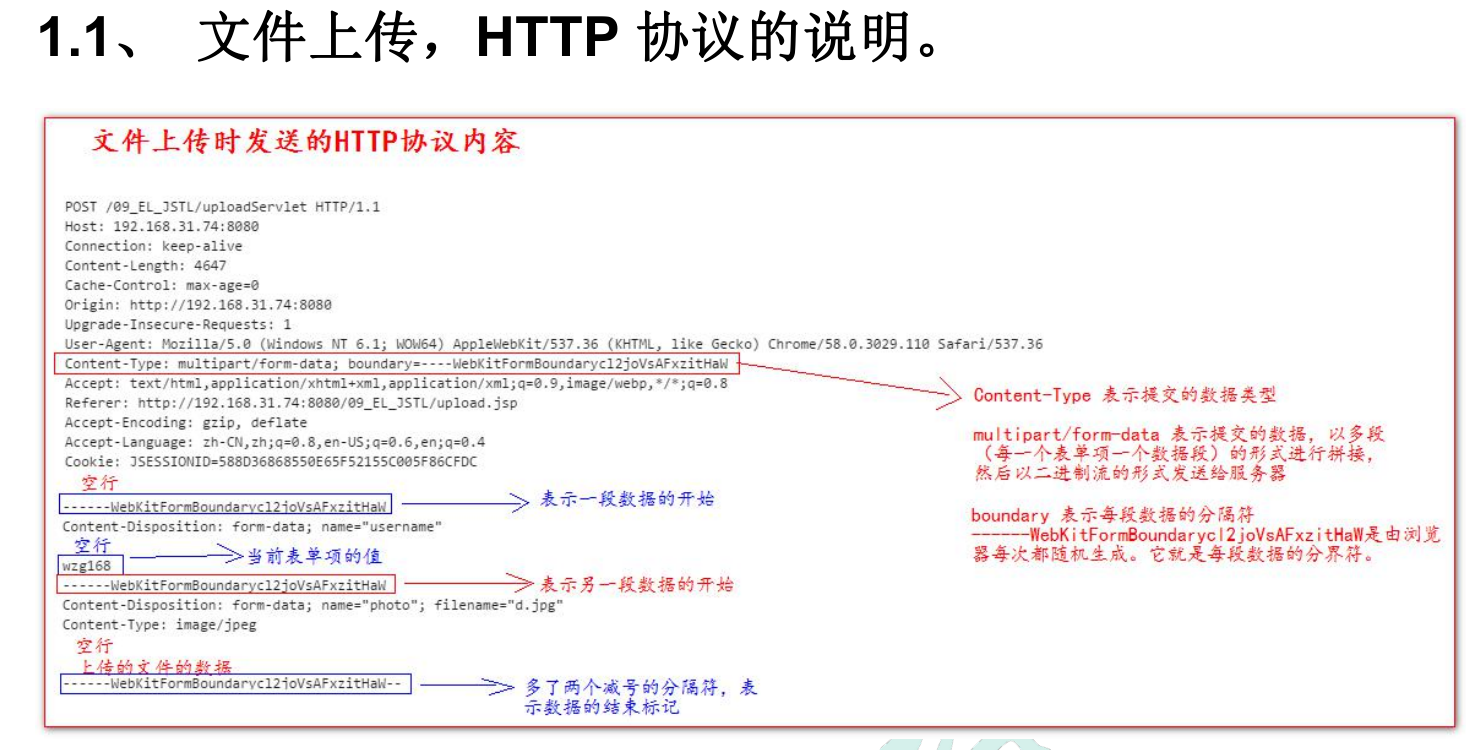 1.1、 文件上传，HTTP 协议的说明。
文件上传时发送的HTTP协议内容
POST /09_EL_JSTL/uploadServlet HTTP/1.1
Host: 192.168.31.74:8080
Connection: keep-alive
Content-Length: 4647
Cache-Control: max-age=0
Origin: http://192.168.31.74:8080
Upgrade-Insecure-Requests: 1
User-Agent: Mozilla/5.0 (Windows NT 6.1; WOW64) AppleWebKit/537.36 (KHTML, like Gecko) Chrome/58.0.3029.110 Safari/537.36
Content-Type: multipart/form-data; boundary=----WebKitFormBoundarycl2joVsAFxzitHaW
Accept: text/html,application/xhtml+xml,application/xml;q=0.9,image/webp,*/*;q=0.8
Referer: http://192.168.31.74:8080/09_EL_JSTL/upload.jsp
Accept-Encoding: gzip, deflate
Accept-Language: zh-CN,zh;q=0.8,en-US;q=0.6,en;q=0.4
Cookie: JSESSIONID=588D36868550E65F52155C005F86CFDC
空行
------WebKitFormBoundarycl2joVsAFxzitHaW
表示一段数据的开始
Content-Disposition: form-data; name="username"
空行
当前表单项的值
wzg168
------WebKitFormBoundarycl2joVsAFxzitHaW
表示另一段数据的开始
Content-Disposition: form-data; name="photo"; filename="d.jpg"
Content-Type: image/jpeg
空行
上传的文件的数据
------WebKitFormBoundarycl2joVsAFxzitHaW--
多了两个减号的分隔符，表
示数据的结束标记
Content-Type 表示提交的数据类型
multipart/form-data 表示提交的数据，以多段
（每一个表单项一个数据段）的形式进行拼接，
然后以二进制流的形式发送给服务器
boundary 表示每段数据的分隔符
------WebKitFormBoundarycl2joVsAFxzitHaW是由浏览
器每次都随机生成。它就是每段数据的分界符。